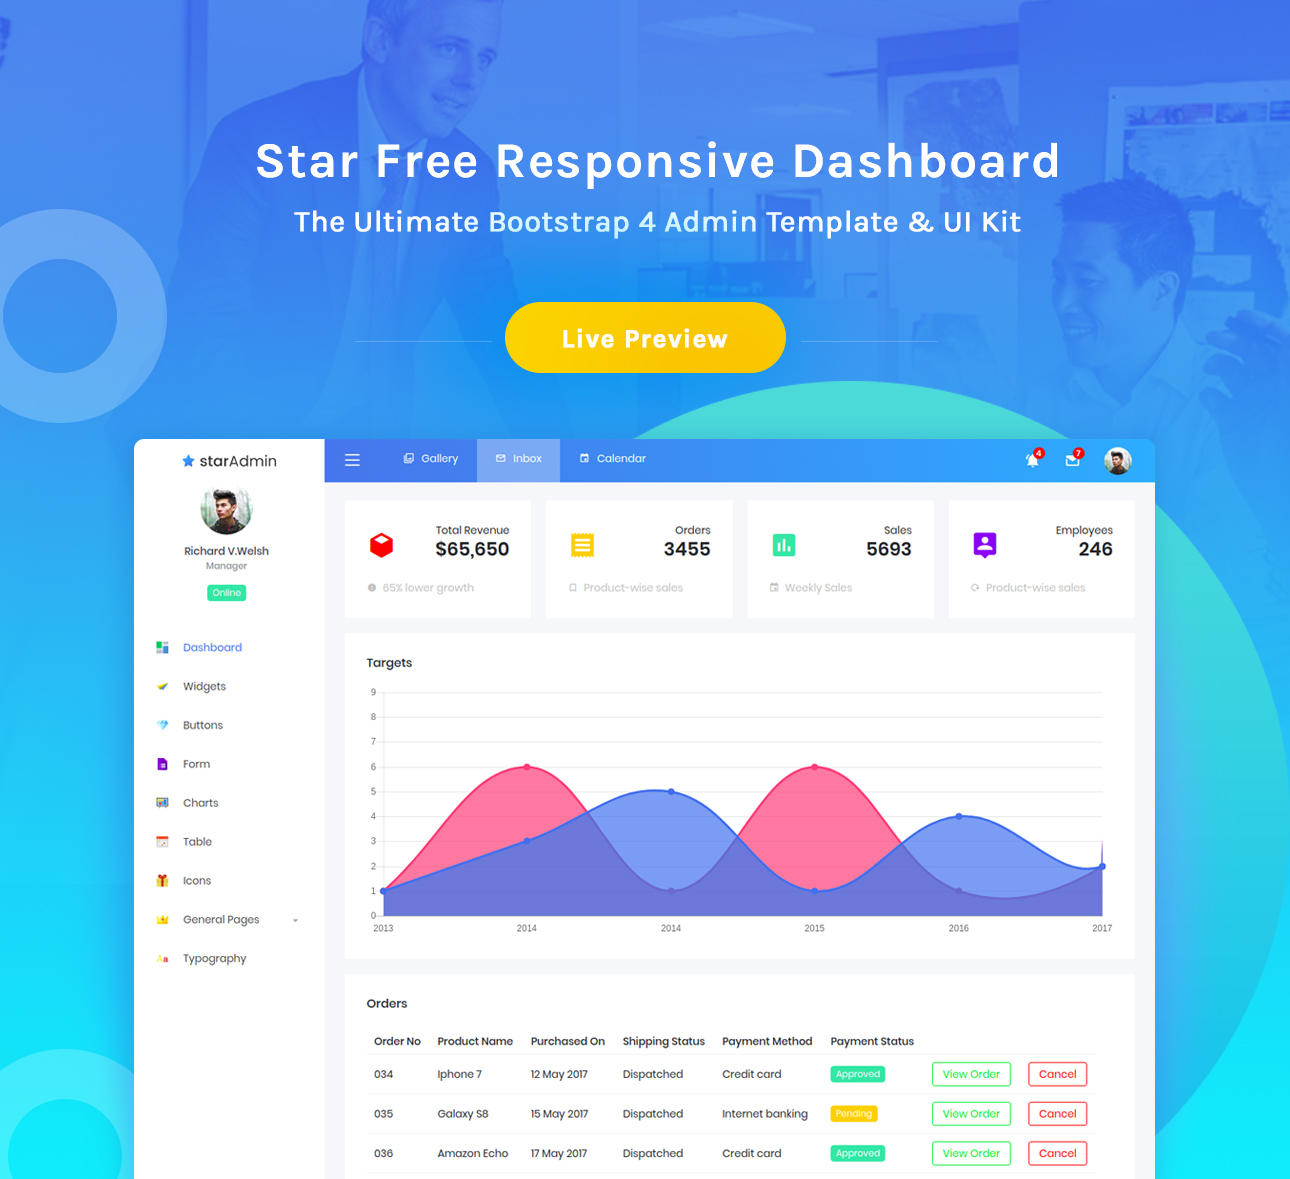 Star Free Responsive Dashboard
The Ultimate Bootstrap 4 Admin Template & UI Kit
Live Preview
starAdmin
Gallery
Inbox
Calendar
4
7
Richard V.Welsh
Manager
Online
Dashboard
Widgets
Buttons
Form
Charts
Table
Icons
General Pages
Typography
Total Revenue
$65,650
65% lower growth
Orders
3455
Product-wise sales
Sales
5693
Weekly Sales
Employees
246
Product-wise sales
Targets
9
8
7
6
5
4
3
2
1
0
2013 2014 2014 2015 2016 2017
Orders
Order No Product Name Purchased On Shipping Status Payment Method Payment Status
034 Iphone 7 12 May 2017 Dispatched Credit card Approved View Order Cancel
035 Galaxy S8 15 May 2017 Dispatched Internet banking Pending View Order Cancel
036 Amazon Echo 17 May 2017 Dispatched Credit card Approved View Order Cancel